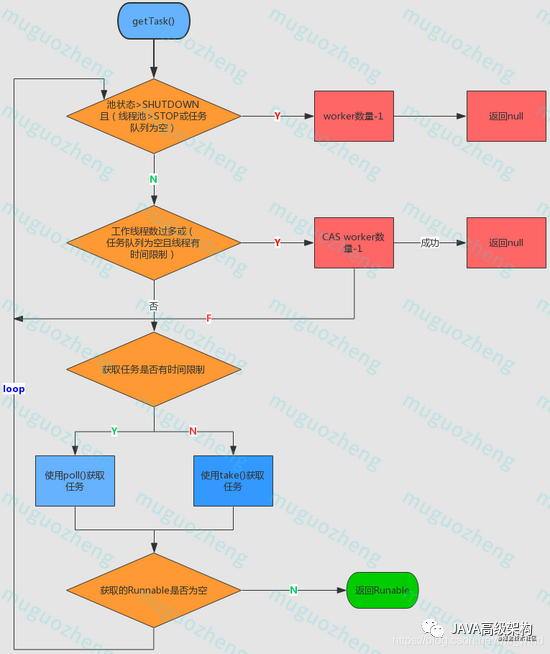 getTask()
池状态>SHUTDOWN
且（线程池>STOP或任务
队列为空）
Y
worker数量-1
返回null
N
工作线程数过多或（
任务队列为空且线程有
时间限制）
Y
CAS worker数
量-1
成功
返回null
否
F
获取任务是否有时间限制
loop
Y
N
使用poll()获取
任务
使用take()获取
任务
获取的Runnable是否为空
N
返回Runable
JAVA高级架构
muguozheng